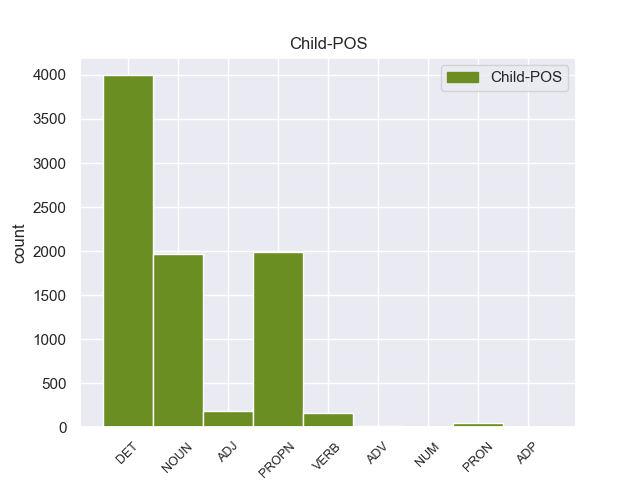 Child-POS
Child-POS
4000
3500
3000
2500
2000
1500
1000
500
0
count
DET
NOUN
ADJ
PROPN
VERB
ADV
NUM
PRON
ADP